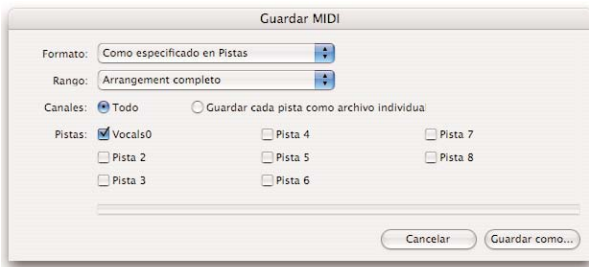 Guardar MIDI
Formato: Como especificado en Pistas
Rango: Arrangement completo
Canales: Todo Guardar cada pista como archivo individua
Pistas: Vocals0 Pista 4 Pista 7
Pista 2 Pista 5 Pista 8
Pista 3 Pista 6
Cancelar Guardar como...